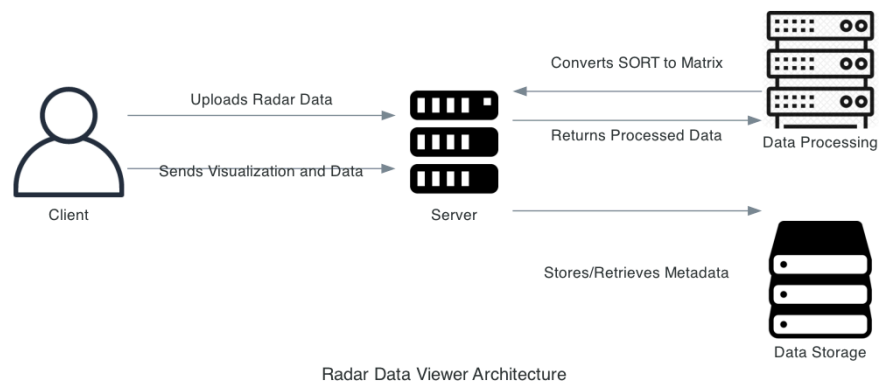 Converts SORT to Matrix
Uploads Radar Data
Returns Processed Data
Data Processing
Sends Visualization and Data
Client
Server
Stores/Retrieves Metadata
Data Storage
Radar Data Viewer Architecture